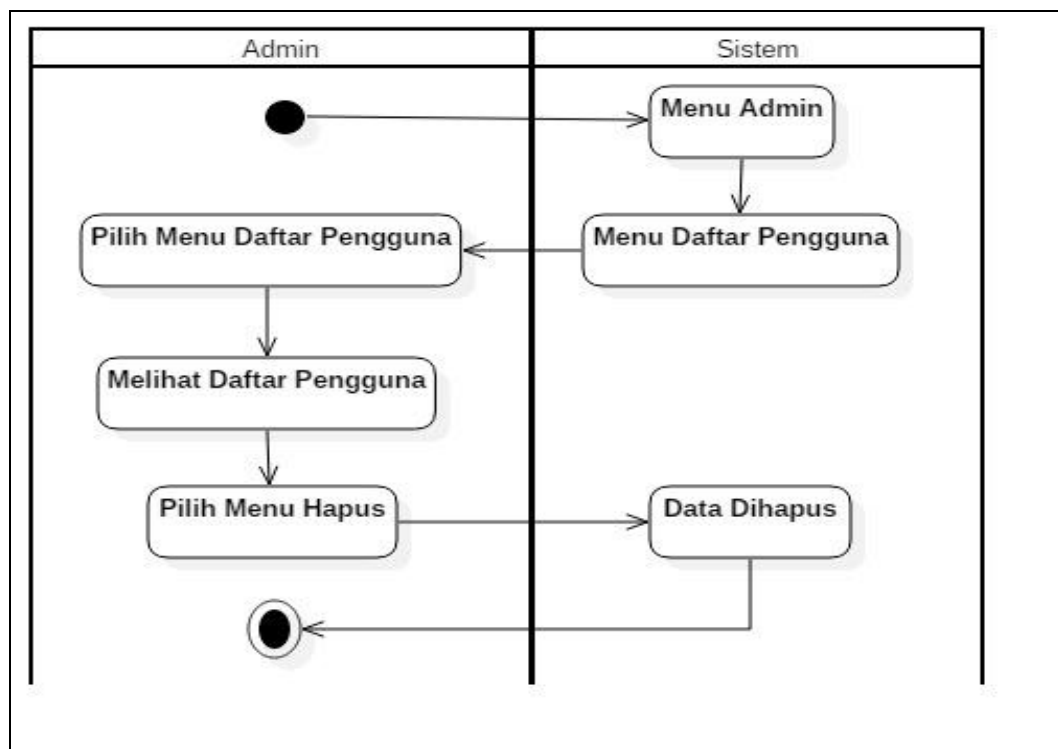 Admin
Sistem
Menu Admin
Pilih Menu Daftar Pengguna
Menu Daftar Pengguna
Melihat Daftar Pengguna
Pilih Menu Hapus
Data Dihapus